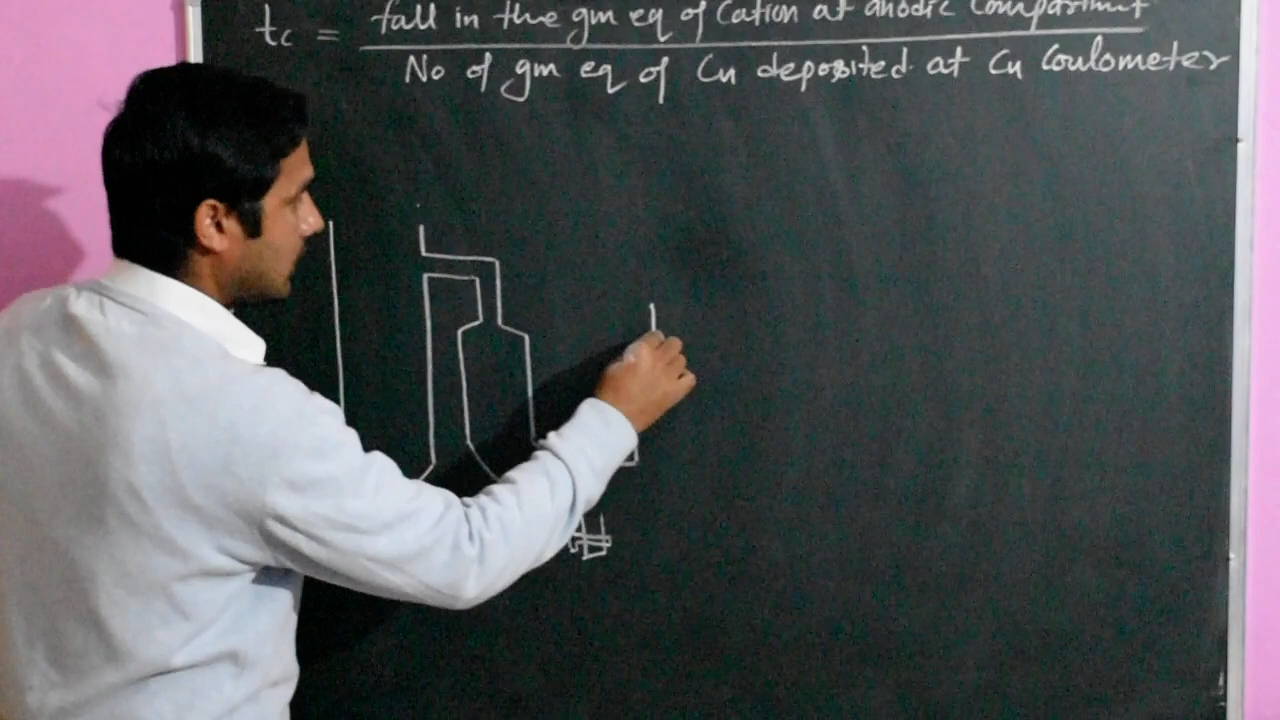 fall in the gm eq of Cation at anodic Compartment
tc =
No of gm eq of Cu deposited at Cu Coulometer